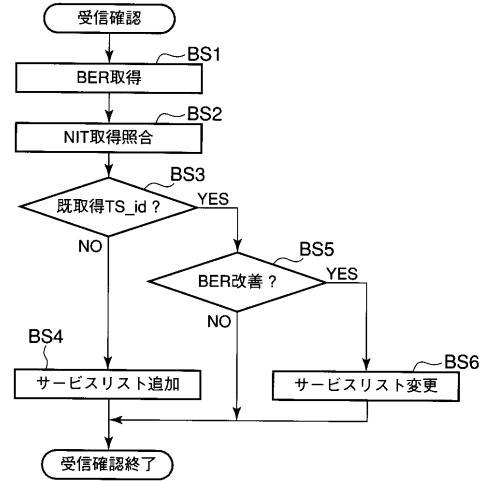 受信確認
BS1
BER取得
BS2
NIT取得照合
BS3
既取得TS_id？
YES
NO
BS5
BER改善？
YES
NO
BS4
サービスリスト追加
BS6
サービスリスト変更
受信確認終了